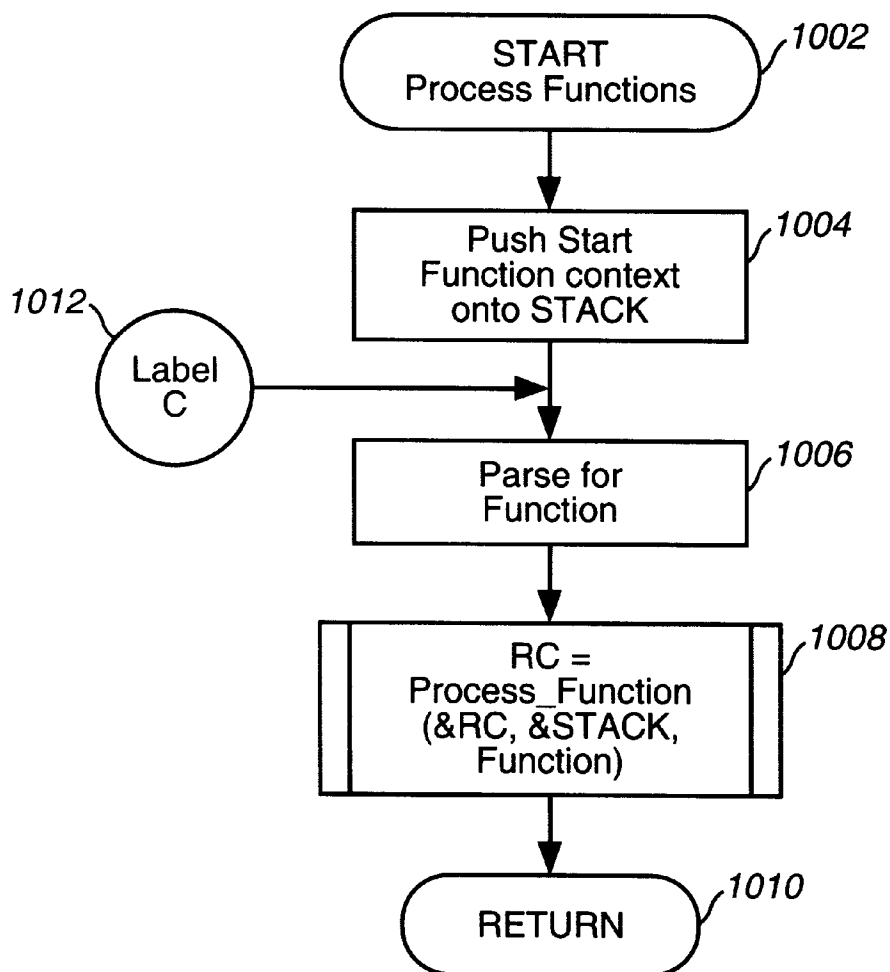 START
Process Functions
1002
Push Start
Function context
onto STACK
1004
1012
Label
C
Parse for
Function
1006
RC =
Process_Function
(&RC, &STACK,
Function)
1008
RETURN
1010